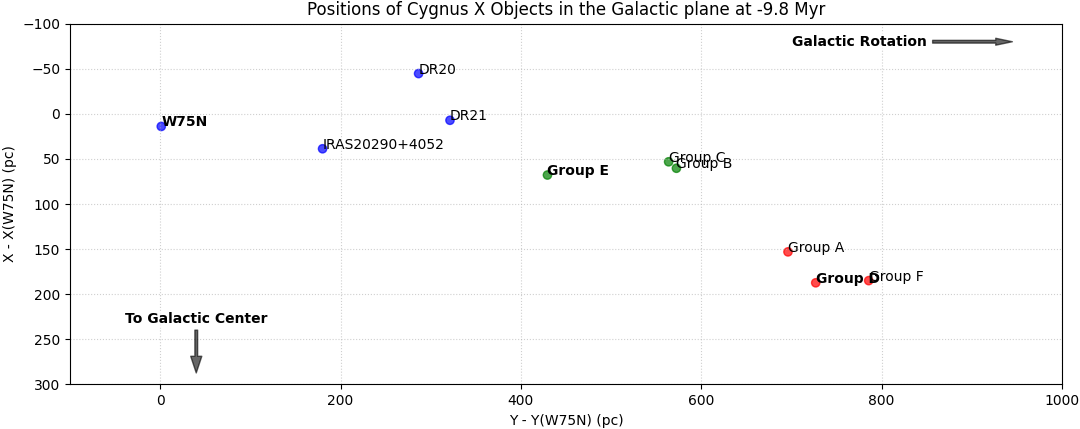 Positions of Cygnus X Objects in the Galactic plane at -9.8 Myr
−100
−50
0
50
100
150
200
250
300
X - X(W75N) (pc)
Galactic Rotation
DR20
W75N
DR21
IRAS20290+4052
Group C
Group B
Group E
Group A
Group D
Group F
To Galactic Center
0
200
400
600
800
1000
Y - Y(W75N) (pc)